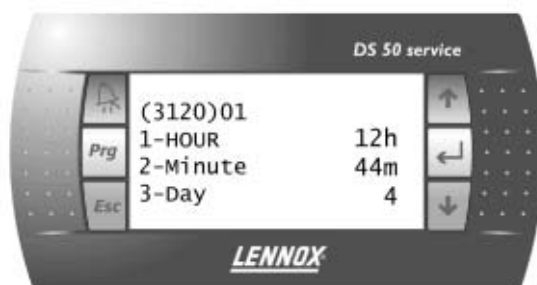 DS 50 service
(3120)01
1-HOUR 12h
Prg
2-Minute 44m
3-Day 4
Esc
LENNOX